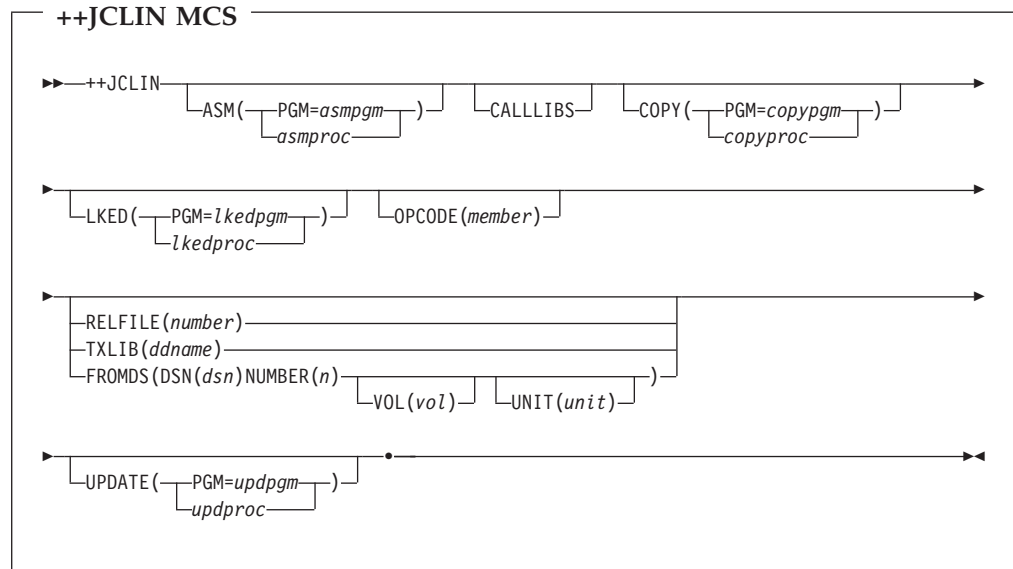 ++JCLIN MCS
++JCLIN
ASM( PGM=asmpgm )
asmproc
CALLLIBS
COPY( PGM=copypgm )
copyproc
LKED( PGM=lkedpgm )
lkedproc
OPCODE(member)
RELFILE(number)
TXLIB(ddname)
FROMDS(DSN(dsn)NUMBER(n) )
VOL(vol) UNIT(unit)
UPDATE( PGM=updpgm ) .
updproc